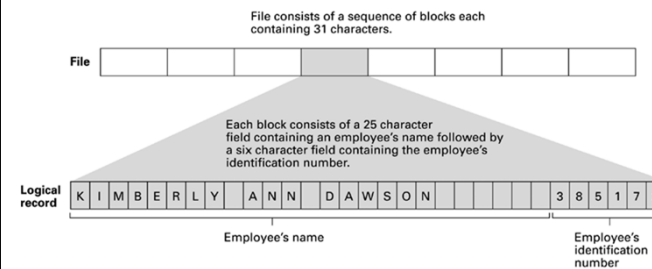 File consists of a sequence of blocks each
containing 31 characters.
File
Each block consists of a 25 character
field containing an employee's name followed by
a six character field containing the employee's
identification number.
Logical
record
K I M B E R L Y A N N D A W S O N 3 8 5 1 7
Employee's name
Employee's
identification
number